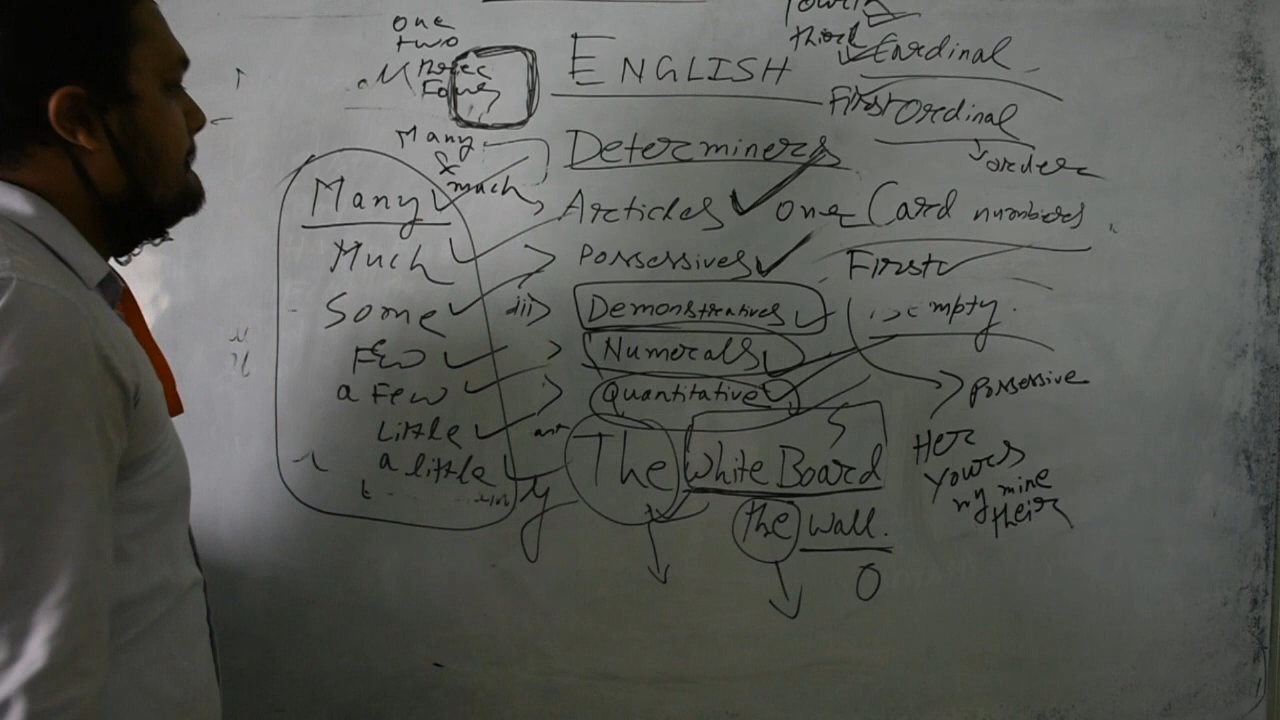 one
two
Three
Four
third
ENGLISH
Cardinal
First Ordinal
order
Many
&
much
Determiners
Many
Articles
one Card numbers
Much
Possessives
First
Some
iii> Demonstratives
empty.
Few
Numerals
a Few
Quantitative
Possessive
Little
a little
The White Board
the wall.
Her
Yours
my mine
their